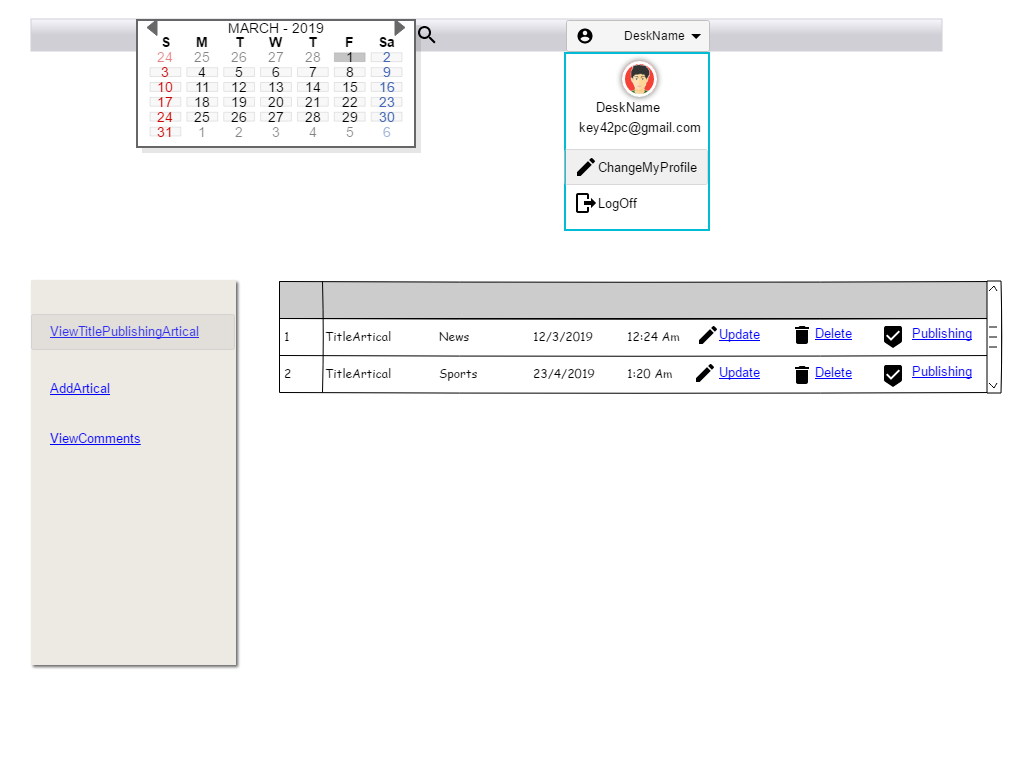 MARCH - 2019
S M T W T F Sa
24 25 26 27 28 1 2
3 4 5 6 7 8 9
10 11 12 13 14 15 16
17 18 19 20 21 22 23
24 25 26 27 28 29 30
31 1 2 3 4 5 6
DeskName
DeskName
key42pc@gmail.com
ChangeMyProfile
LogOff
ViewTitlePublishingArtical
AddArtical
ViewComments
1 TitleArtical News 12/3/2019 12:24 Am Update Delete Publishing
2 TitleArtical Sports 23/4/2019 1:20 Am Update Delete Publishing